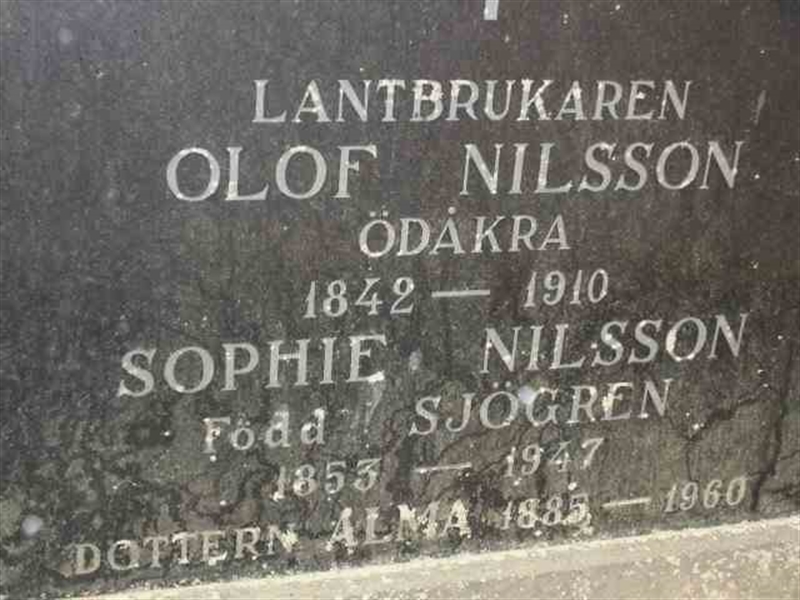 LANTBRUKAREN
OLOF NILSSON
ÖDÅKRA
1842 — 1910
SOPHIE NILSSON
Född SJÖGREN
1853 — 1947
DOTTERN ALMA 1885 — 1960